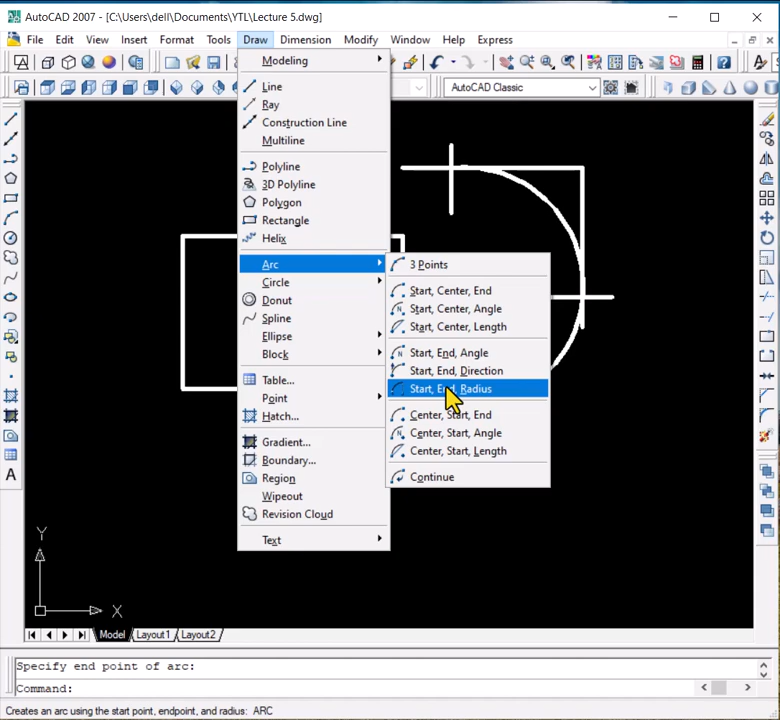 AutoCAD 2007 - [C:\Users\dell\Documents\YTL\Lecture 5.dwg]
File Edit View Insert Format Tools Draw Dimension Modify Window Help Express
AutoCAD Classic
Modeling
Line
Ray
Construction Line
Multiline
Polyline
3D Polyline
Polygon
Rectangle
Helix
Arc
Circle
Donut
Spline
Ellipse
Block
Table...
Point
Hatch...
Gradient...
Boundary...
Region
Wipeout
Revision Cloud
Text
3 Points
Start, Center, End
Start, Center, Angle
Start, Center, Length
Start, End, Angle
Start, End, Direction
Start, End, Radius
Center, Start, End
Center, Start, Angle
Center, Start, Length
Continue
A
Y
X
Model Layout1 Layout2
Specify end point of arc:
Command:
Creates an arc using the start point, endpoint, and radius: ARC